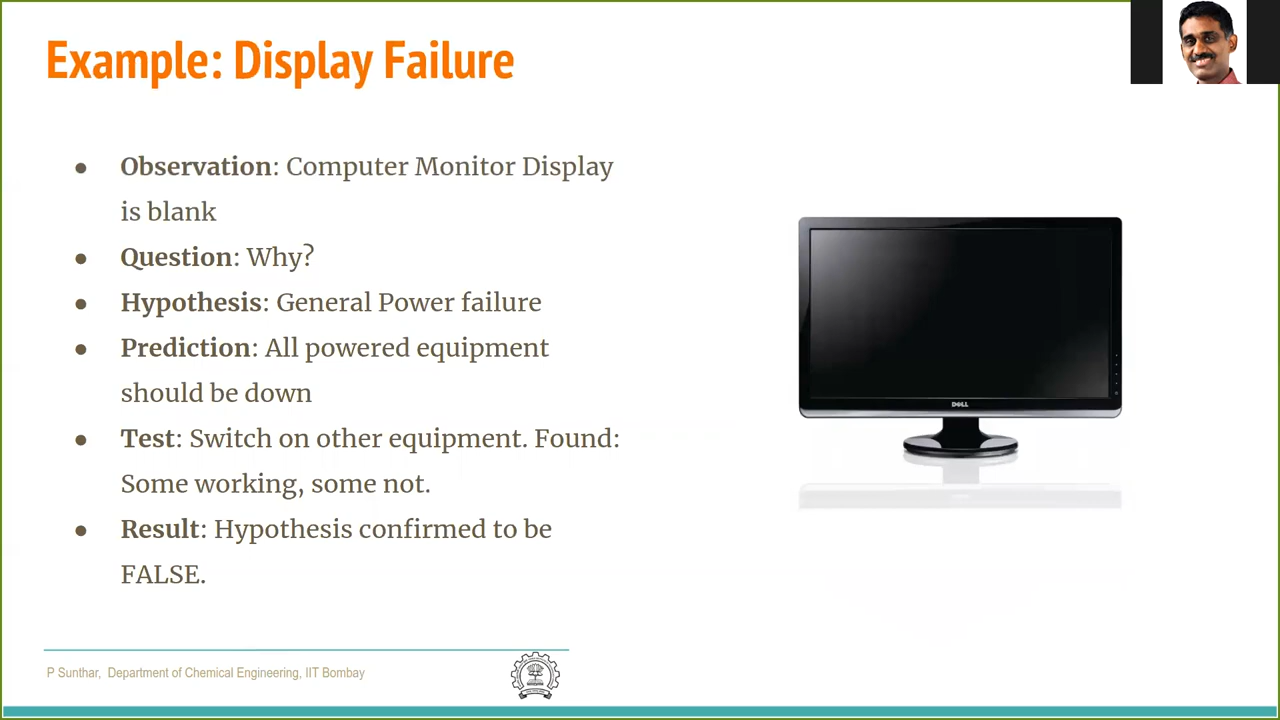 Example: Display Failure
● Observation: Computer Monitor Display
is blank
● Question: Why?
● Hypothesis: General Power failure
● Prediction: All powered equipment
should be down
● Test: Switch on other equipment. Found:
Some working, some not.
● Result: Hypothesis confirmed to be
FALSE.
DELL
P Sunthar, Department of Chemical Engineering, IIT Bombay